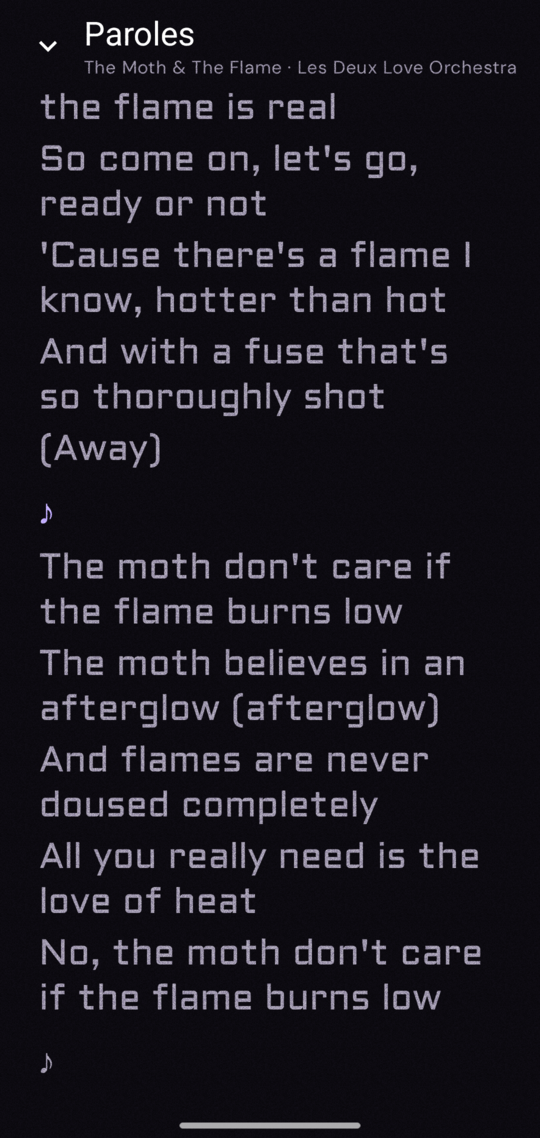 Paroles
The Moth & The Flame · Les Deux Love Orchestra
the flame is real
So come on, let's go,
ready or not
'Cause there's a flame I
know, hotter than hot
And with a fuse that's
so thoroughly shot
(Away)
♪
The moth don't care if
the flame burns low
The moth believes in an
afterglow (afterglow)
And flames are never
doused completely
All you really need is the
love of heat
No, the moth don't care
if the flame burns low
♪